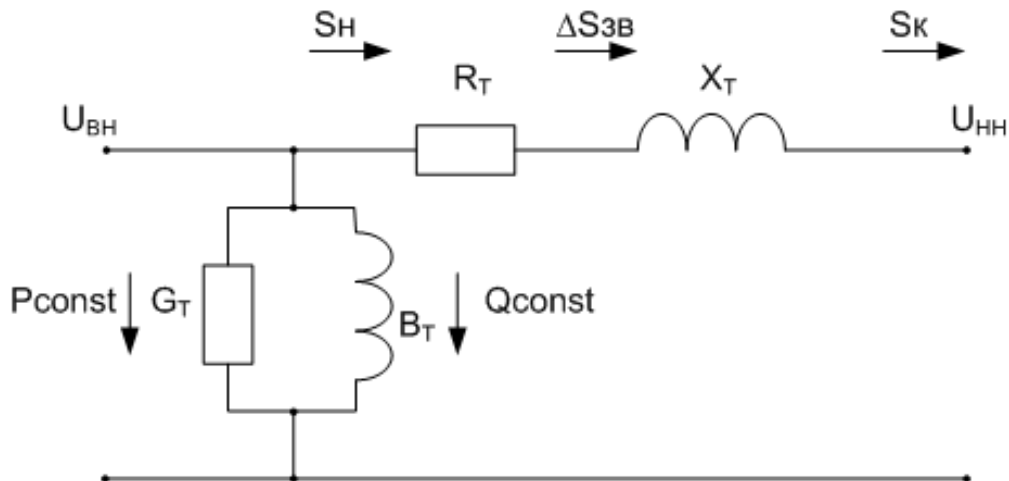 Sн ΔSзв Sк
Rт Xт
Uвн Uнн
Pconst Gт Bт Qconst